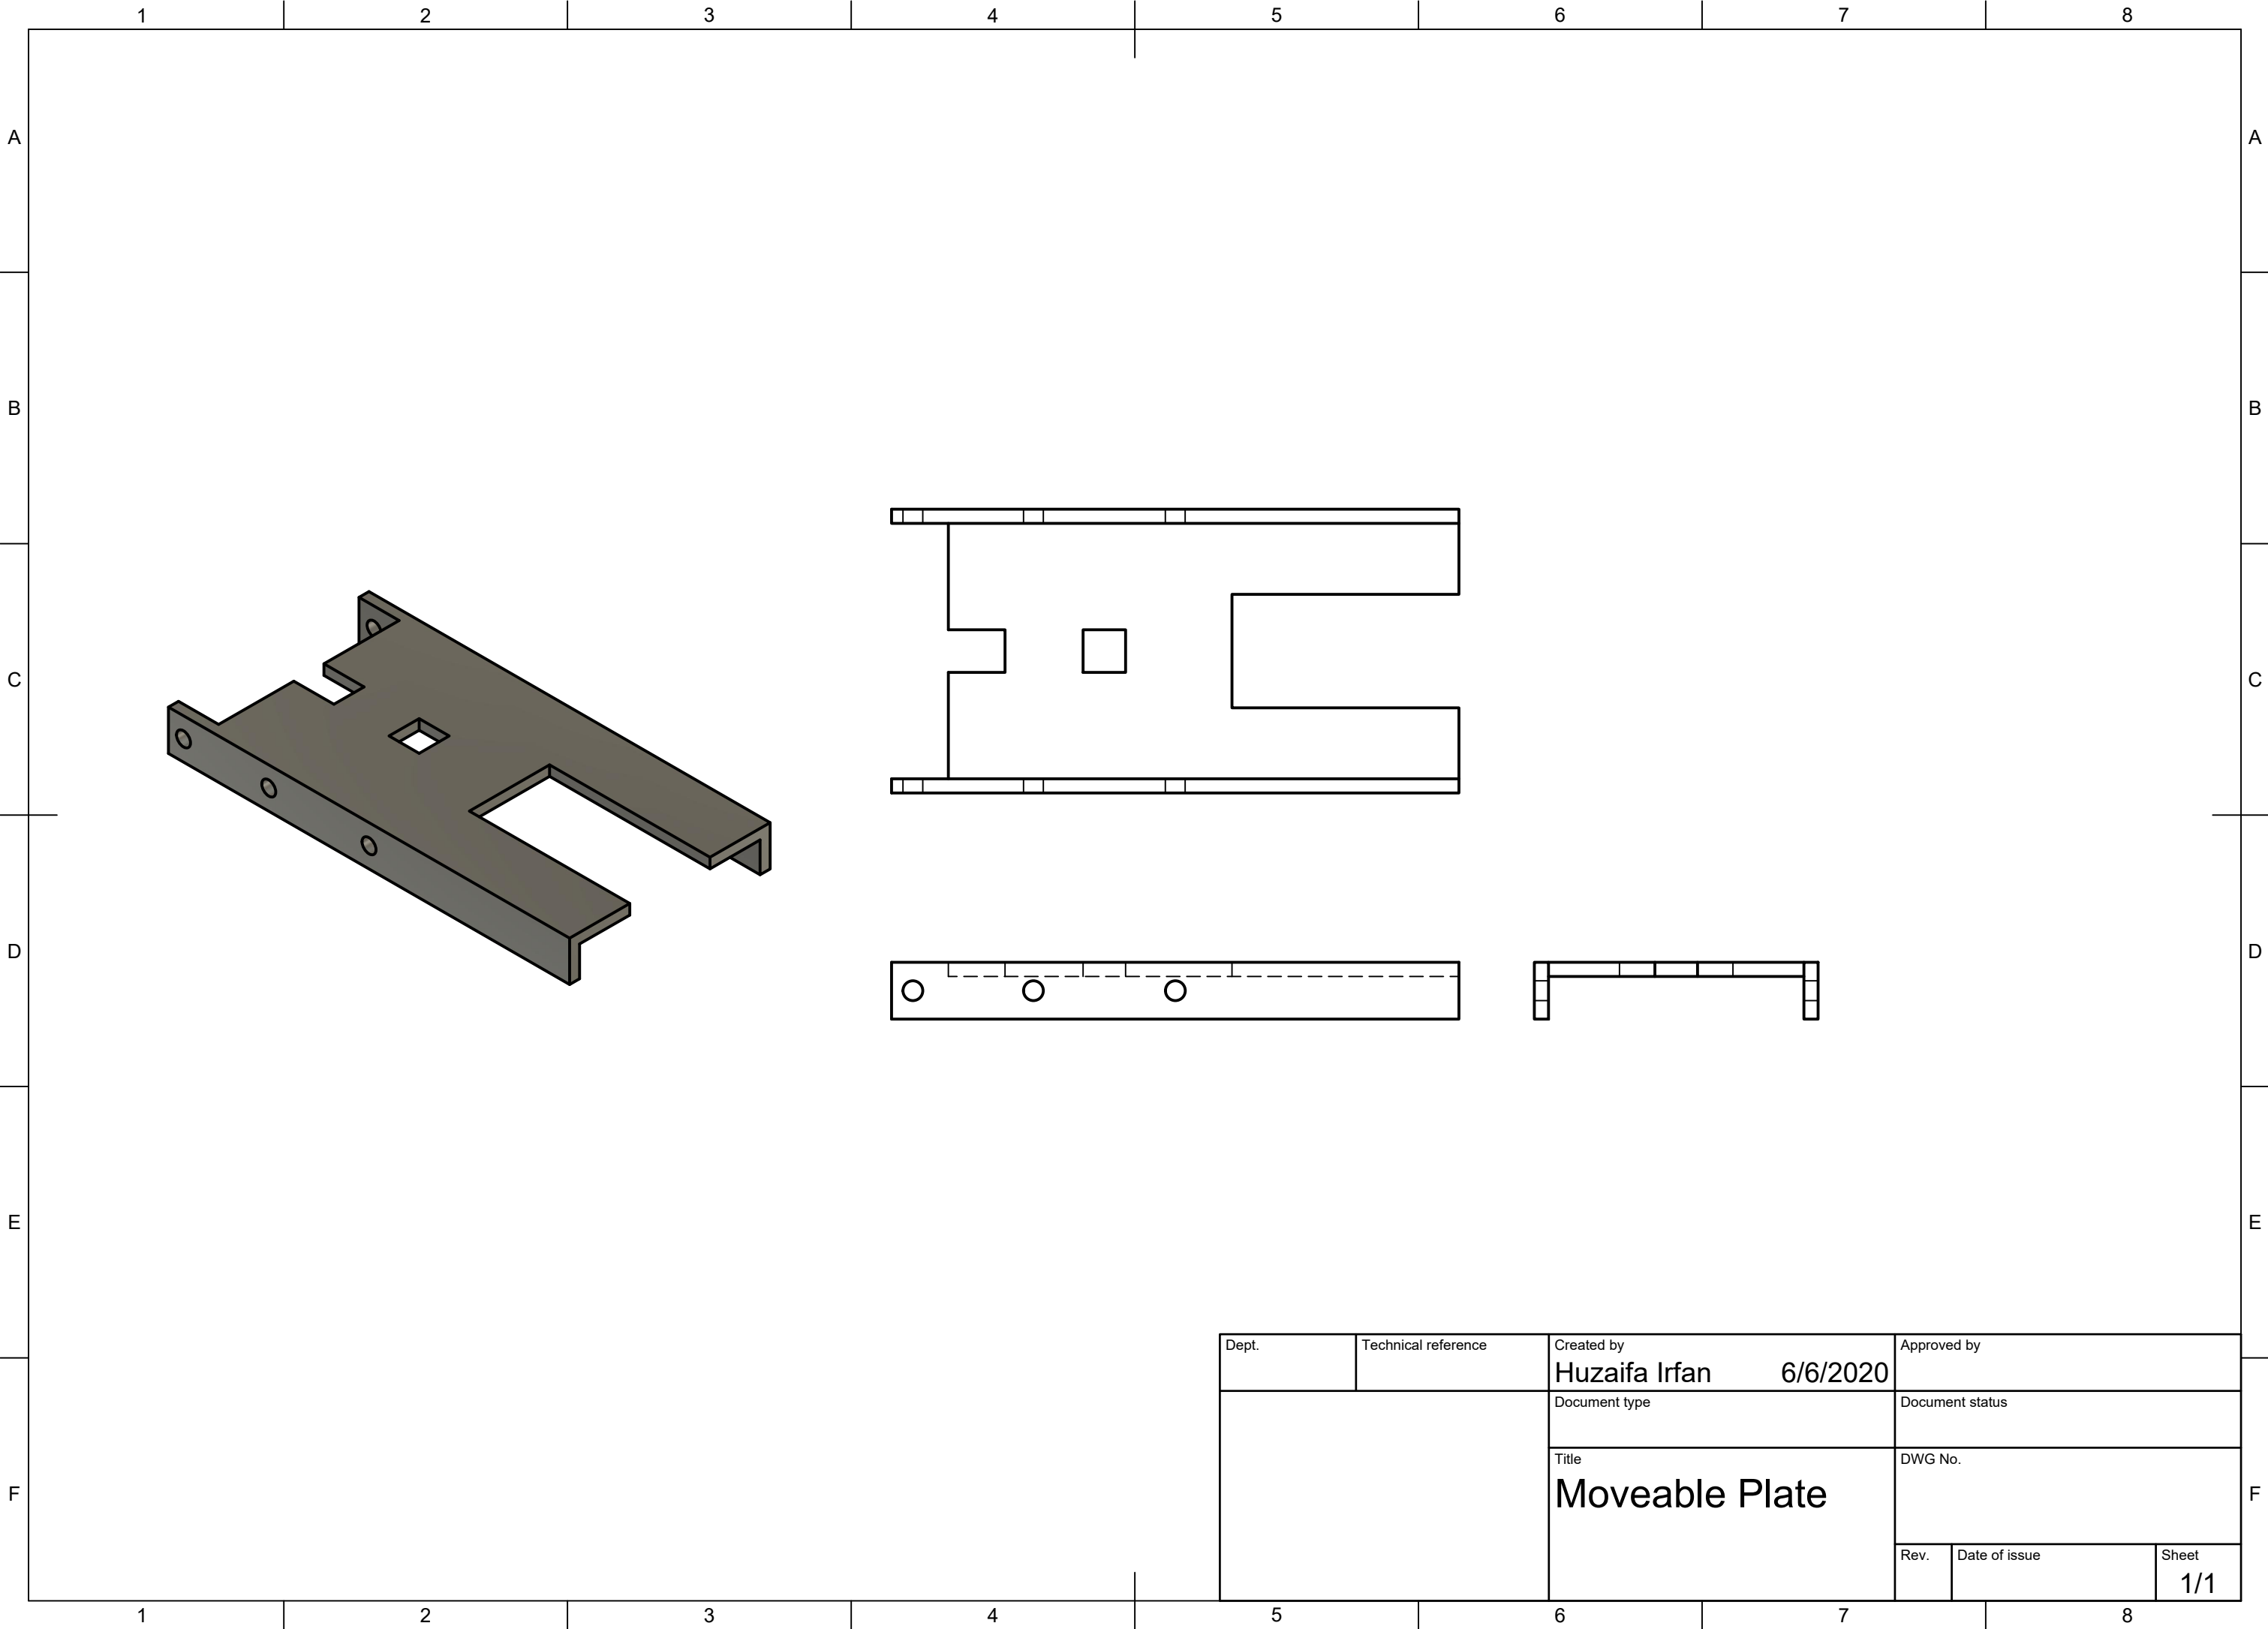 1 2 3 4 5 6 7 8
A A
B B
C C
D D
E E
F F
Dept. Technical reference Created by Approved by
Huzaifa Irfan 6/6/2020
Document type Document status
Title DWG No.
Moveable Plate
Rev. Date of issue Sheet
1/1
1 2 3 4 5 6 7 8